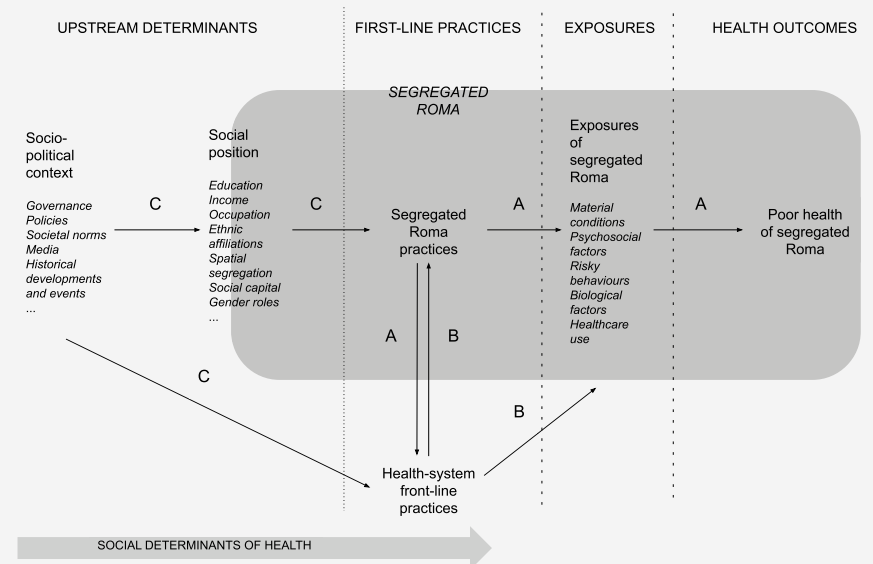 UPSTREAM DETERMINANTS
FIRST-LINE PRACTICES
EXPOSURES
HEALTH OUTCOMES
SEGREGATED
ROMA
Socio-
political
context
Governance
Policies
Societal norms
Media
Historical
developments
and events
...
C
Social
position
Education
Income
Occupation
Ethnic
affiliations
Spatial
segregation
Social capital
Gender roles
...
C
Segregated
Roma
practices
A
Exposures
of
segregated
Roma
Material
conditions
Psychosocial
factors
Risky
behaviours
Biological
factors
Healthcare
use
A
Poor health
of segregated
Roma
A
B
C
B
Health-system
front-line
practices
SOCIAL DETERMINANTS OF HEALTH